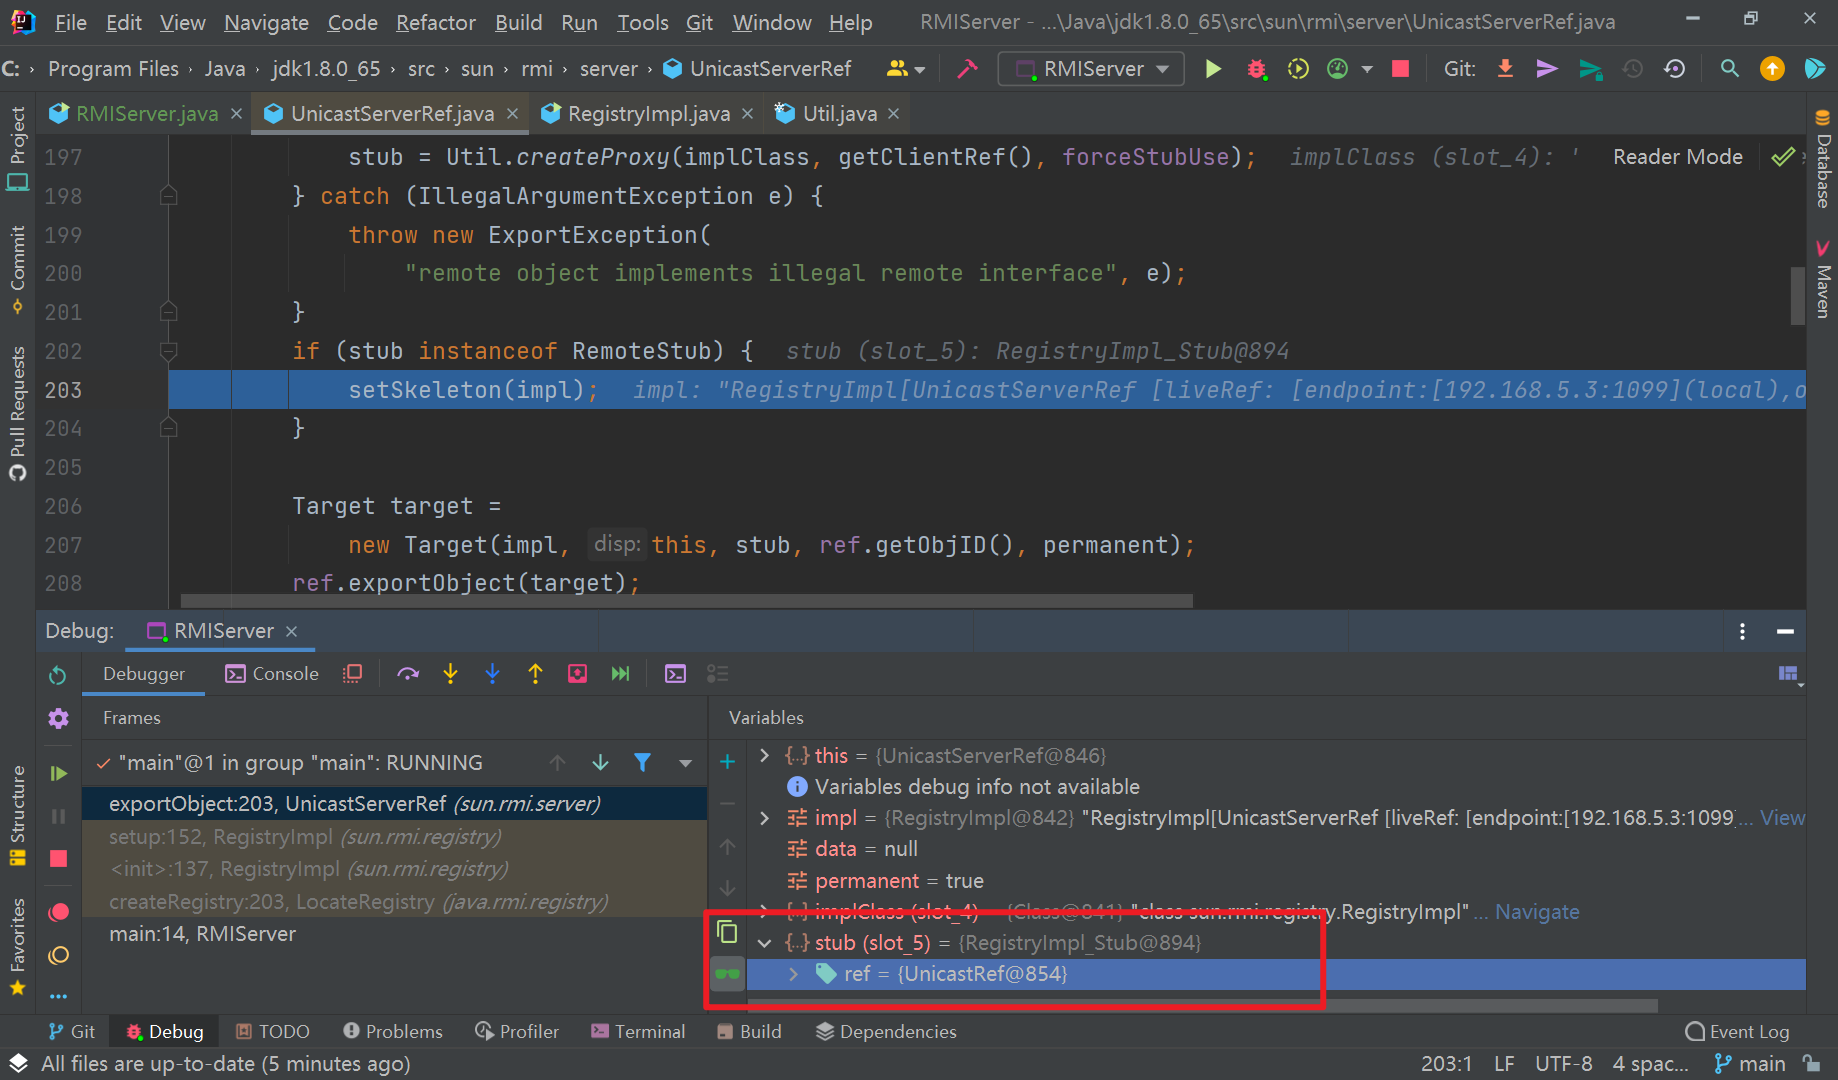 File Edit View Navigate Code Refactor Build Run Tools Git Window Help RMIServer - ...\Java\jdk1.8.0_65\src\sun\rmi\server\UnicastServerRef.java
C: › Program Files › Java › jdk1.8.0_65 › src › sun › rmi › server › UnicastServerRef RMIServer Git:
RMIServer.java UnicastServerRef.java RegistryImpl.java Util.java
Project
Commit
Pull Requests
Structure
Favorites
Database
Maven
Reader Mode
197 stub = Util.createProxy(implClass, getClientRef(), forceStubUse); implClass (slot_4): '
198 } catch (IllegalArgumentException e) {
199 throw new ExportException(
200 "remote object implements illegal remote interface", e);
201 }
202 if (stub instanceof RemoteStub) { stub (slot_5): RegistryImpl_Stub@894
203 setSkeleton(impl); impl: "RegistryImpl[UnicastServerRef [liveRef: [endpoint:[192.168.5.3:1099](local),o
204 }
205
206 Target target =
207 new Target(impl, disp: this, stub, ref.getObjID(), permanent);
208 ref.exportObject(target);
Debug: RMIServer
Debugger Console
Frames
"main"@1 in group "main": RUNNING
exportObject:203, UnicastServerRef (sun.rmi.server)
setup:152, RegistryImpl (sun.rmi.registry)
<init>:137, RegistryImpl (sun.rmi.registry)
createRegistry:203, LocateRegistry (java.rmi.registry)
main:14, RMIServer
Variables
this = {UnicastServerRef@846}
Variables debug info not available
impl = {RegistryImpl@842} "RegistryImpl[UnicastServerRef [liveRef: [endpoint:[192.168.5.3:1099]... View
data = null
permanent = true
implClass (slot_4) = {Class@841} "class sun.rmi.registry.RegistryImpl" ... Navigate
stub (slot_5) = {RegistryImpl_Stub@894}
ref = {UnicastRef@854}
Git Debug TODO Problems Profiler Terminal Build Dependencies Event Log
All files are up-to-date (5 minutes ago) 203:1 LF UTF-8 4 spac... main